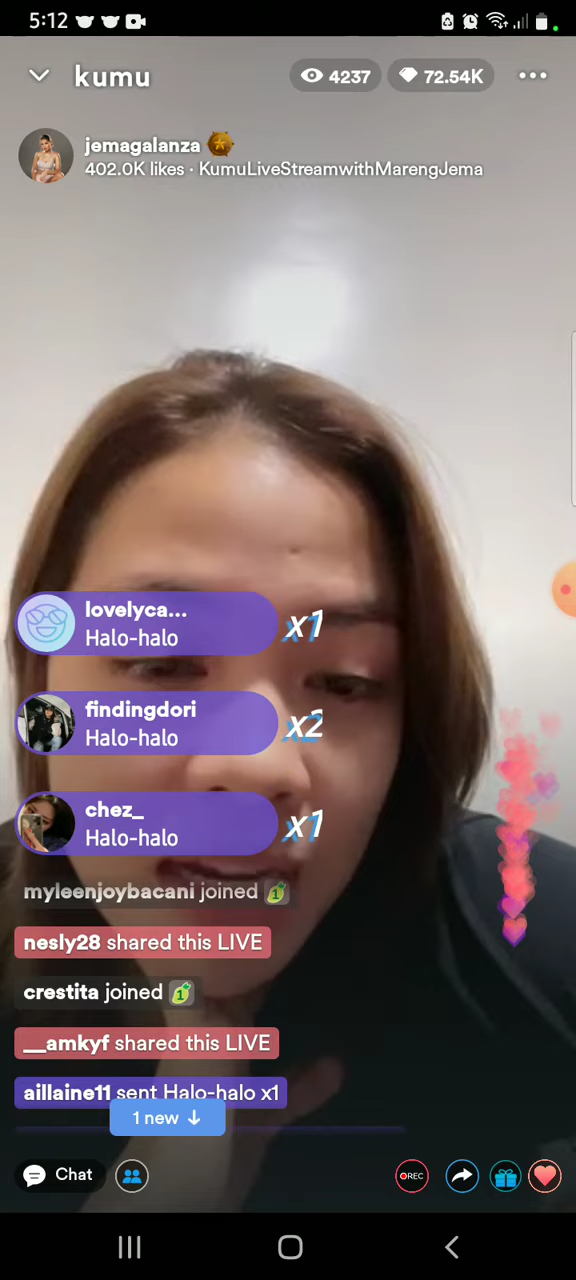 5:12
kumu
4237
72.54K
jemagalanza
402.0K likes · KumuLiveStreamwithMarengJema
lovelyca...
Halo-halo
x1
findingdori
Halo-halo
x2
chez_
Halo-halo
x1
myleenjoybacani joined 1
nesly28 shared this LIVE
crestita joined 1
__amkyf shared this LIVE
aillaine11 sent Halo-halo x1
1 new ↓
Chat
REC